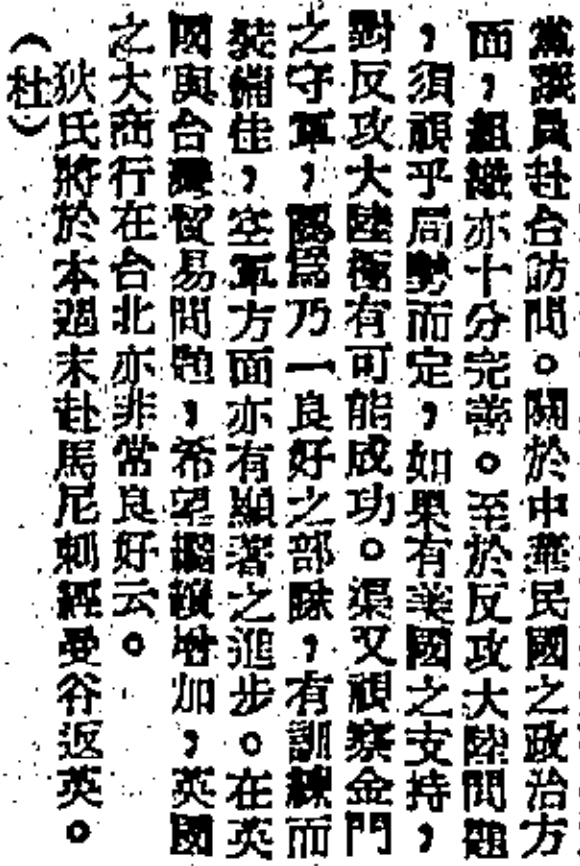 黨議員赴台訪問。關於中華民國之政治方
面，組織亦十分完善。至於反攻大陸問題
，須視乎局勢而定，如果有美國之支持，
對反攻大陸極有可能成功。渠又視察金門
之守軍，認爲乃一良好之部隊，有訓練而
裝備佳，空軍方面亦有顯著之進步。在英
國與台灣貿易問題，希望繼續增加，英國
之大商行在台北亦非常良好云。
狄氏將於本週末赴馬尼剌經曼谷返英。
（杜）